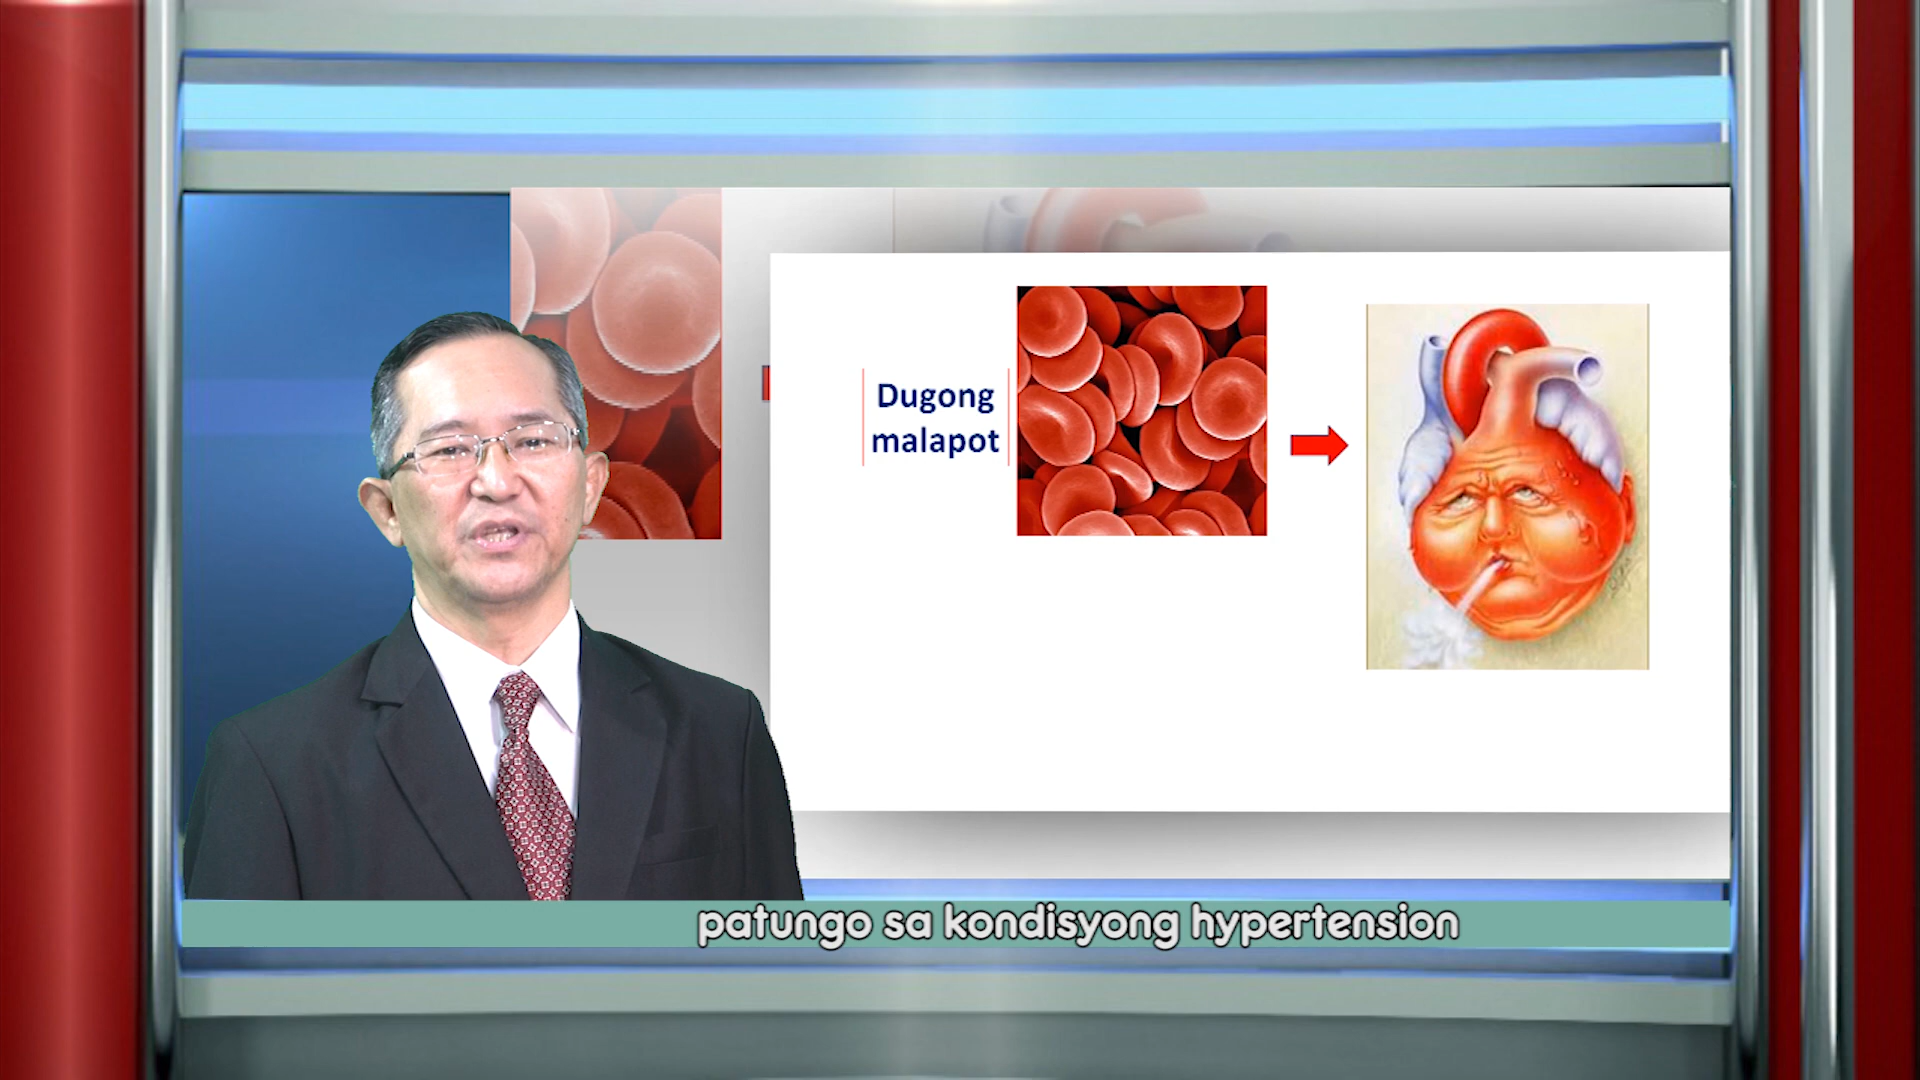 Dugong
malapot
patungo sa kondisyong hypertension